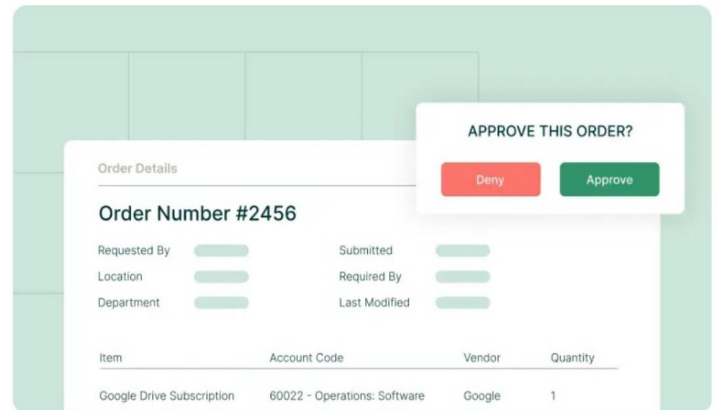 APPROVE THIS ORDER?
Deny Approve
Order Details
Order Number #2456
Requested By Submitted
Location Required By
Department Last Modified
Item Account Code Vendor Quantity
Google Drive Subscription 60022 - Operations: Software Google 1